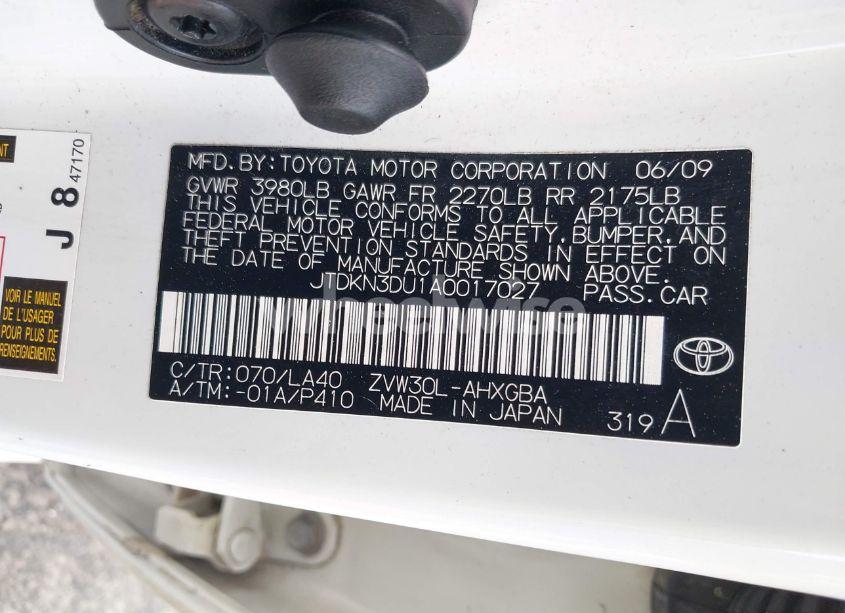 MFD. BY: TOYOTA MOTOR CORPORATION 06/09
GVWR 3980LB GAWR FR 2270LB RR 2175LB
THIS VEHICLE CONFORMS TO ALL APPLICABLE
FEDERAL MOTOR VEHICLE SAFETY, BUMPER, AND
THEFT PREVENTION STANDARDS IN EFFECT ON
THE DATE OF MANUFACTURE SHOWN ABOVE.
JTDKN3DU1A0017027 PASS. CAR
wheelwise
C/TR: 070/LA40 ZVW30L-AHXGBA
A/TM: -01A/P410 MADE IN JAPAN 319 A
J 8 47170
VOIR LE MANUEL
DE L'USAGER
POUR PLUS DE
RENSEIGNEMENTS.